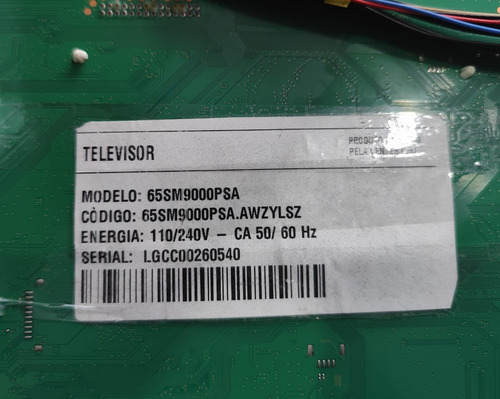 TELEVISOR
MODELO: 65SM9000PSA
CÓDIGO: 65SM9000PSA.AWZYLSZ
ENERGIA: 110/240V – CA 50/ 60 Hz
SERIAL: LGCC00260540